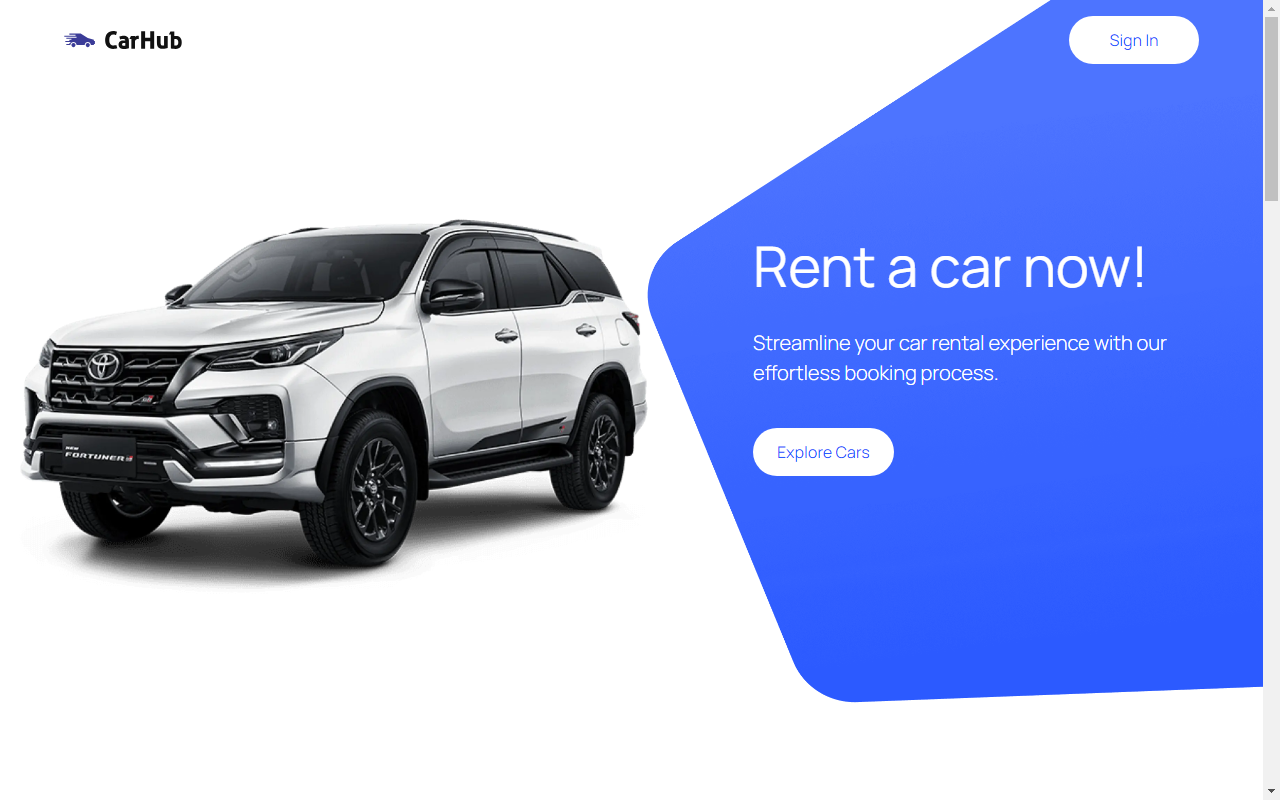 CarHub
Sign In
Rent a car now!
Streamline your car rental experience with our
effortless booking process.
Explore Cars
NEW
FORTUNER